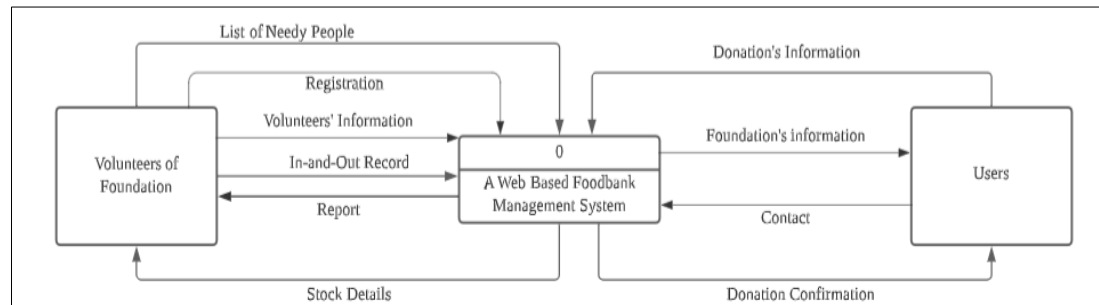 List of Needy People
Donation's Information
Registration
Volunteers' Information
Foundation's information
0
In-and-Out Record
Volunteers of
Foundation
A Web Based Foodbank
Management System
Users
Report
Contact
Stock Details
Donation Confirmation